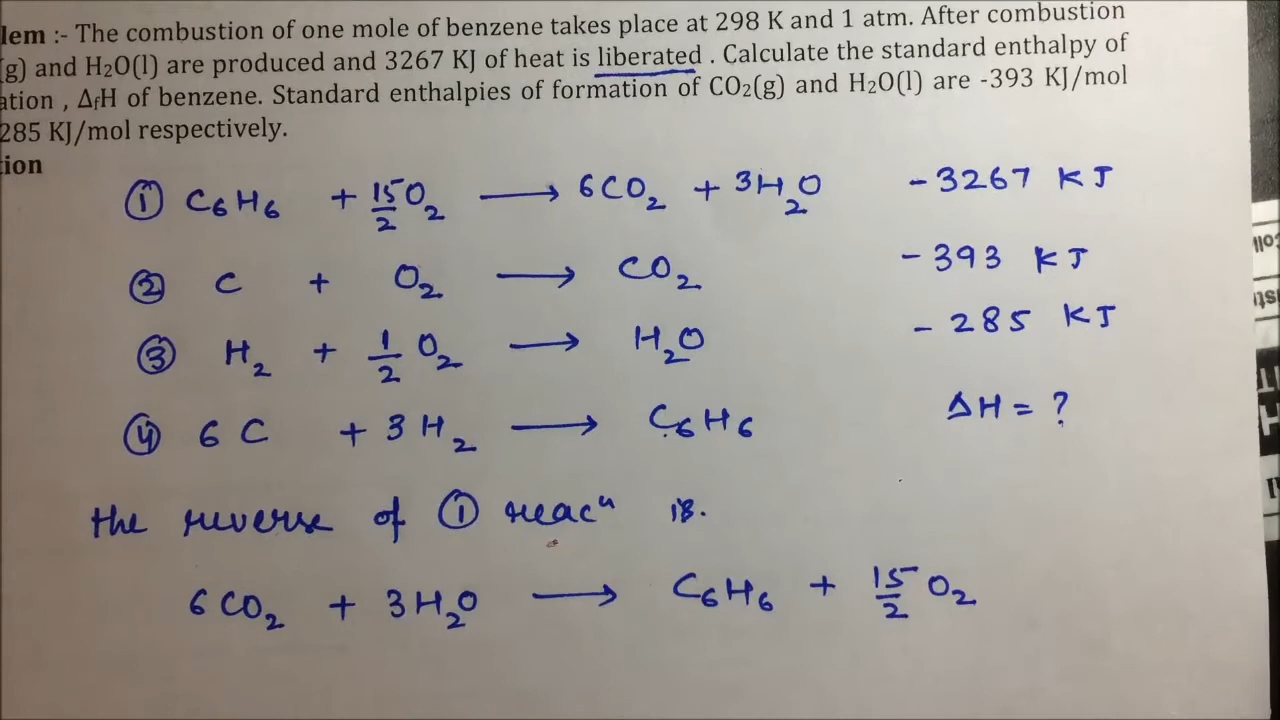 lem :- The combustion of one mole of benzene takes place at 298 K and 1 atm. After combustion
(g) and H₂O(l) are produced and 3267 KJ of heat is liberated . Calculate the standard enthalpy of
ation , ΔfH of benzene. Standard enthalpies of formation of CO₂(g) and H₂O(l) are -393 KJ/mol
285 KJ/mol respectively.
tion
① C₆H₆ + 15/2 O₂ ⟶ 6CO₂ + 3H₂O - 3267 KJ
② C + O₂ ⟶ CO₂ - 393 KJ
③ H₂ + 1/2 O₂ ⟶ H₂O - 285 KJ
④ 6 C + 3 H₂ ⟶ C₆H₆ ΔH = ?
the reverse of ① reacⁿ is.
6 CO₂ + 3 H₂O ⟶ C₆H₆ + 15/2 O₂